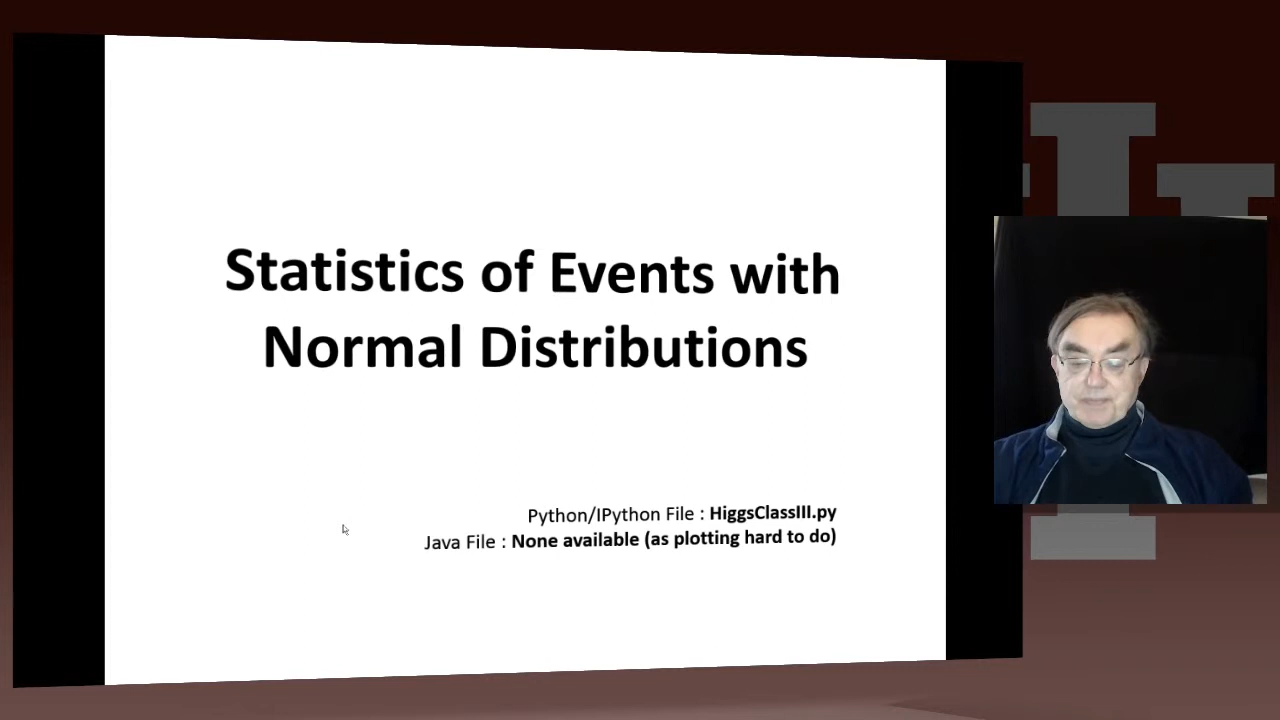 Statistics of Events with
Normal Distributions
Python/IPython File : HiggsClassIII.py
Java File : None available (as plotting hard to do)